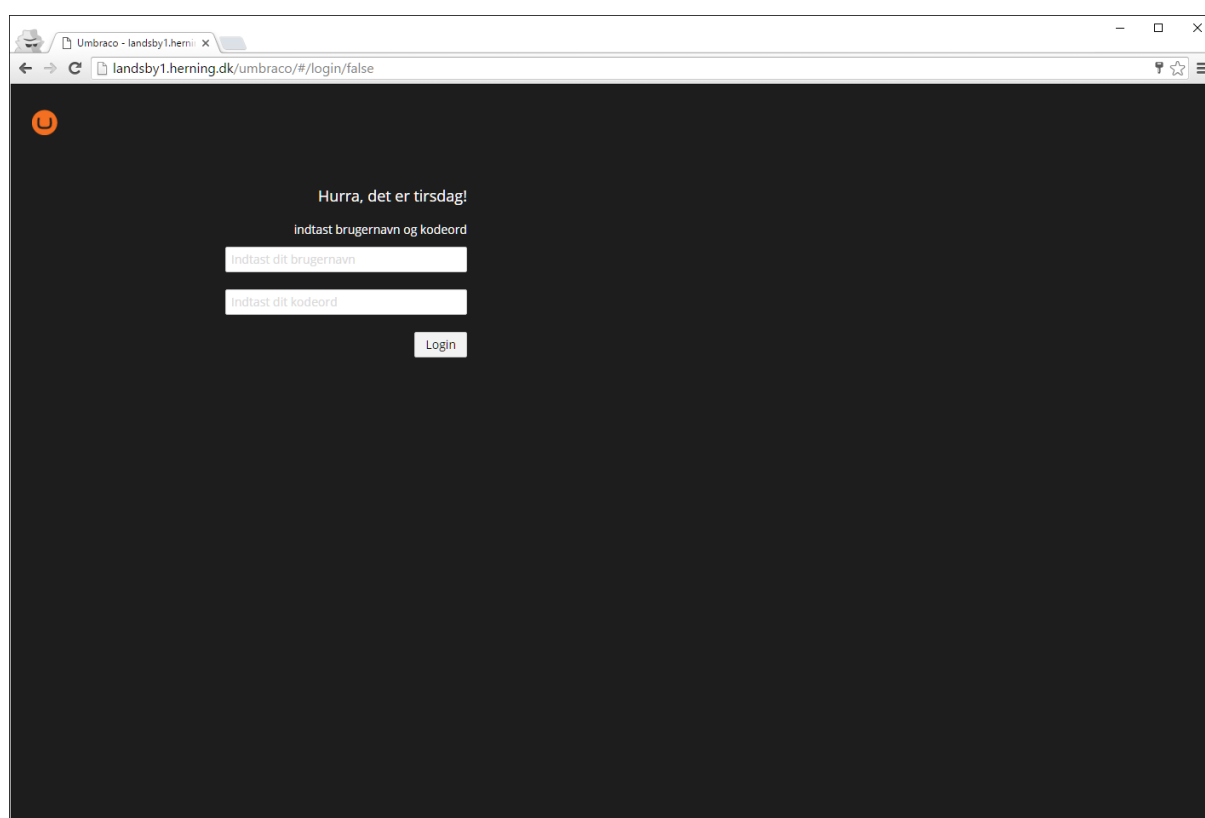 Umbraco - landsby1.herni
landsby1.herning.dk/umbraco/#/login/false
Hurra, det er tirsdag!
indtast brugernavn og kodeord
Indtast dit brugernavn
Indtast dit kodeord
Login